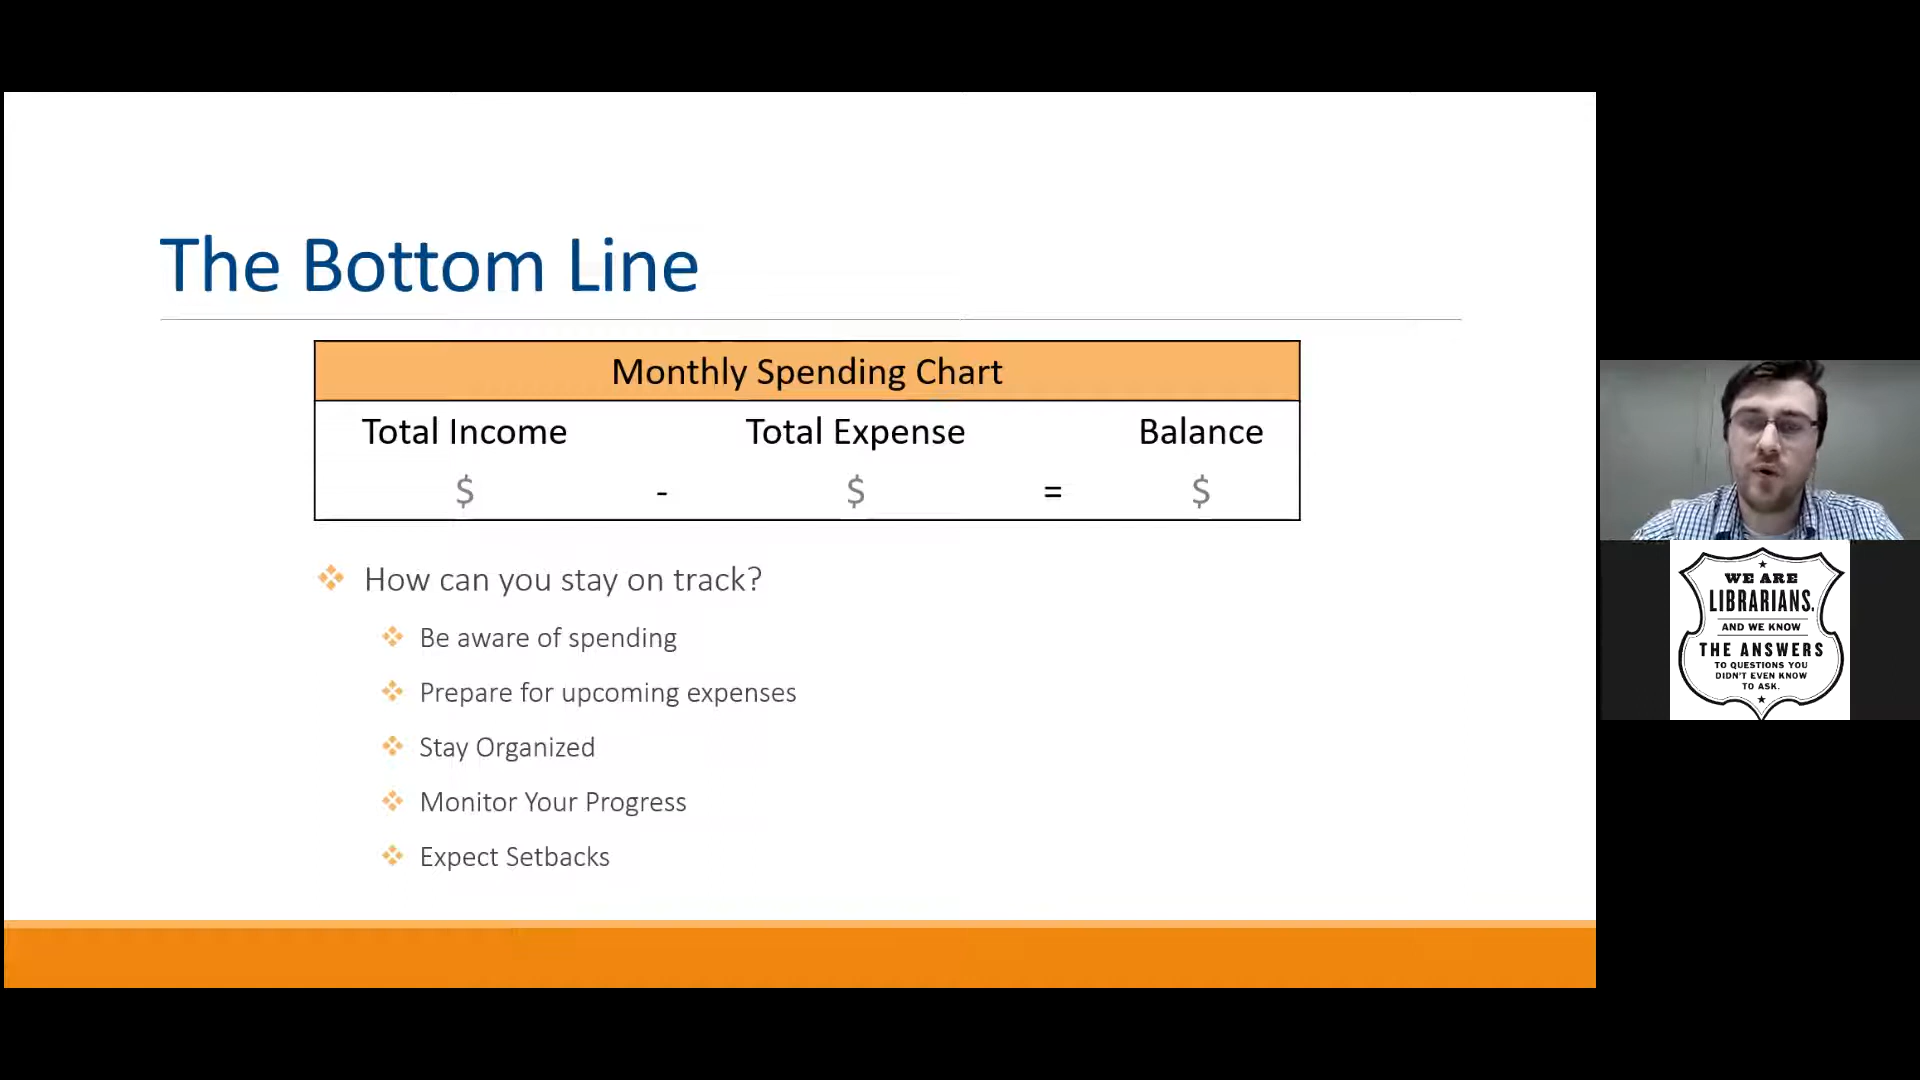 The Bottom Line
Monthly Spending Chart
Total Income Total Expense Balance
$ - $ = $
How can you stay on track?
Be aware of spending
Prepare for upcoming expenses
Stay Organized
Monitor Your Progress
Expect Setbacks
WE ARE
LIBRARIANS.
AND WE KNOW
THE ANSWERS
TO QUESTIONS YOU
DIDN'T EVEN KNOW
TO ASK.